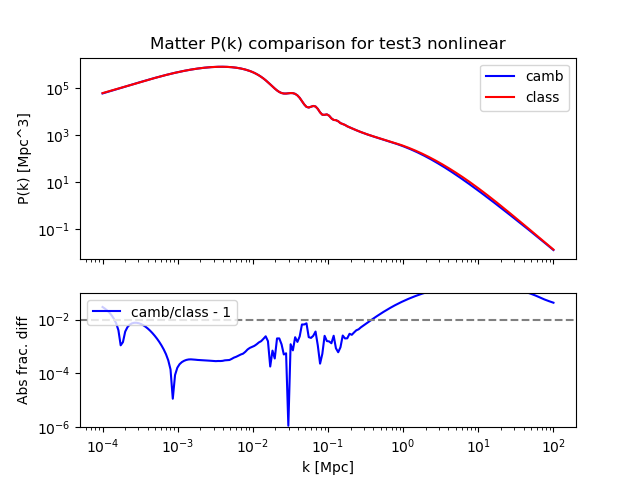 Matter P(k) comparison for test3 nonlinear
P(k) [Mpc^3]
10^5
10^3
10^1
10^-1
camb
class
Abs frac. diff
10^-2
10^-4
10^-6
camb/class - 1
10^-4
10^-3
10^-2
10^-1
10^0
10^1
10^2
k [Mpc]